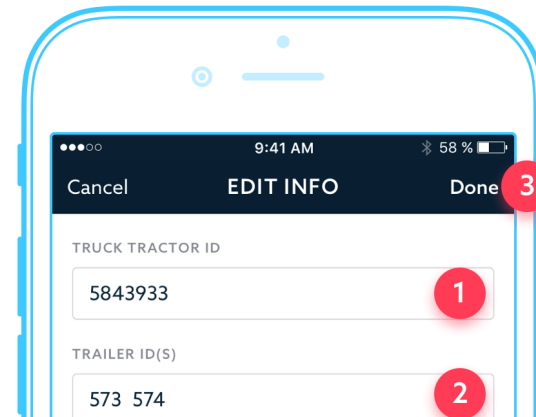 9:41 AM 58 %
Cancel EDIT INFO Done 3
TRUCK TRACTOR ID
5843933 1
TRAILER ID(S)
573 574 2